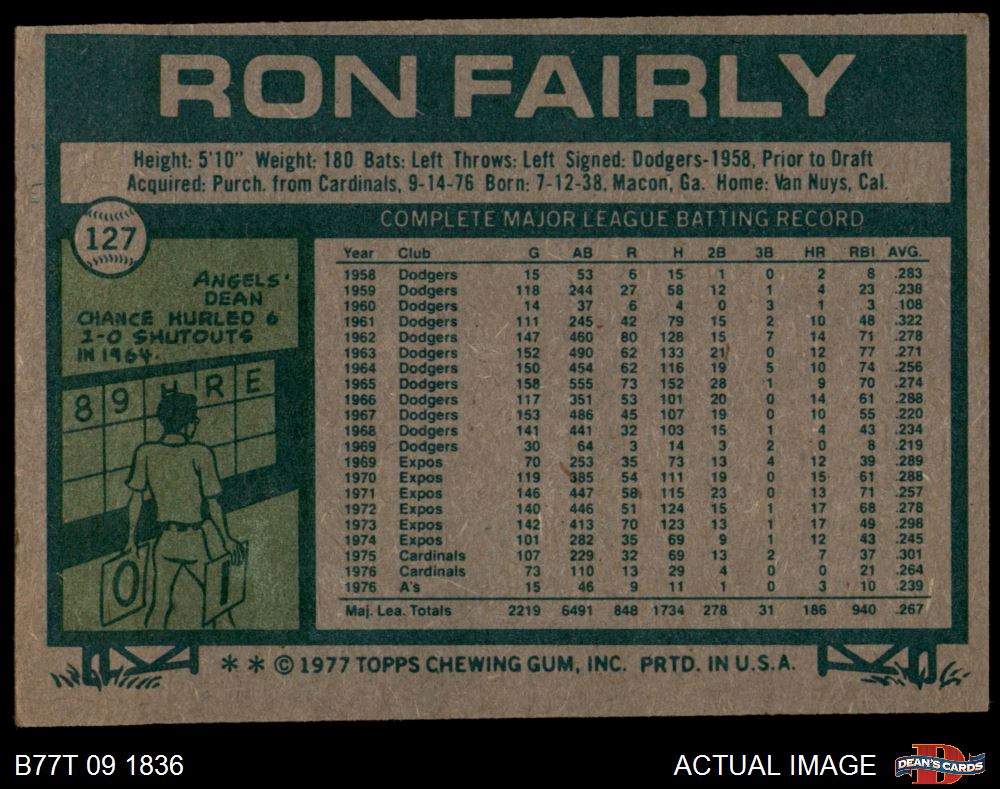 RON FAIRLY
Height: 5'10" Weight: 180 Bats: Left Throws: Left Signed: Dodgers-1958, Prior to Draft
Acquired: Purch. from Cardinals, 9-14-76 Born: 7-12-38, Macon, Ga. Home: Van Nuys, Cal.
127
COMPLETE MAJOR LEAGUE BATTING RECORD
ANGELS'
DEAN
CHANCE HURLED 6
1-0 SHUTOUTS
IN 1964.
8 9 H R E
0 1
Year Club G AB R H 2B 3B HR RBI AVG.
1958 Dodgers 15 53 6 15 1 0 2 8 .283
1959 Dodgers 118 244 27 58 12 1 4 23 .238
1960 Dodgers 14 37 6 4 0 3 1 3 .108
1961 Dodgers 111 245 42 79 15 2 10 48 .322
1962 Dodgers 147 460 80 128 15 7 14 71 .278
1963 Dodgers 152 490 62 133 21 0 12 77 .271
1964 Dodgers 150 454 62 116 19 5 10 74 .256
1965 Dodgers 158 555 73 152 28 1 9 70 .274
1966 Dodgers 117 351 53 101 20 0 14 61 .288
1967 Dodgers 153 486 45 107 19 0 10 55 .220
1968 Dodgers 141 441 32 103 15 1 4 43 .234
1969 Dodgers 30 64 3 14 3 2 0 8 .219
1969 Expos 70 253 35 73 13 4 12 39 .289
1970 Expos 119 385 54 111 19 0 15 61 .288
1971 Expos 146 447 58 115 23 0 13 71 .257
1972 Expos 140 446 51 124 15 1 17 68 .278
1973 Expos 142 413 70 123 13 1 17 49 .298
1974 Expos 101 282 35 69 9 1 12 43 .245
1975 Cardinals 107 229 32 69 13 2 7 37 .301
1976 Cardinals 73 110 13 29 4 0 0 21 .264
1976 A's 15 46 9 11 1 0 3 10 .239
Maj. Lea. Totals 2219 6491 848 1734 278 31 186 940 .267
* * © 1977 TOPPS CHEWING GUM, INC. PRTD. IN U.S.A.
B77T 09 1836
ACTUAL IMAGE
DEAN'S CARDS